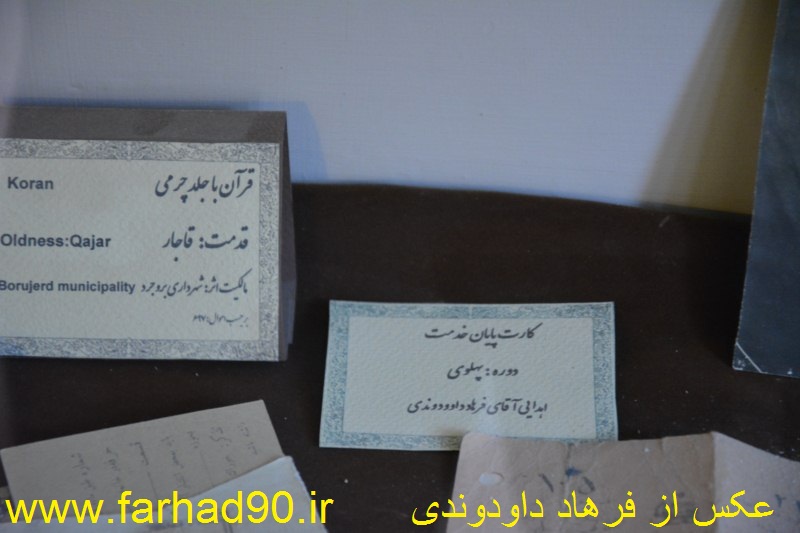 قرآن با جلد چرمی
Koran
قدمت: قاجار
Oldness:Qajar
مالکیت اثر: شهرداری بروجرد
Borujerd municipality
کارت پایان خدمت
دوره: پهلوی
اهدایی آقای فرهاد داوودوندی
عکس از فرهاد داودوندی
www.farhad90.ir